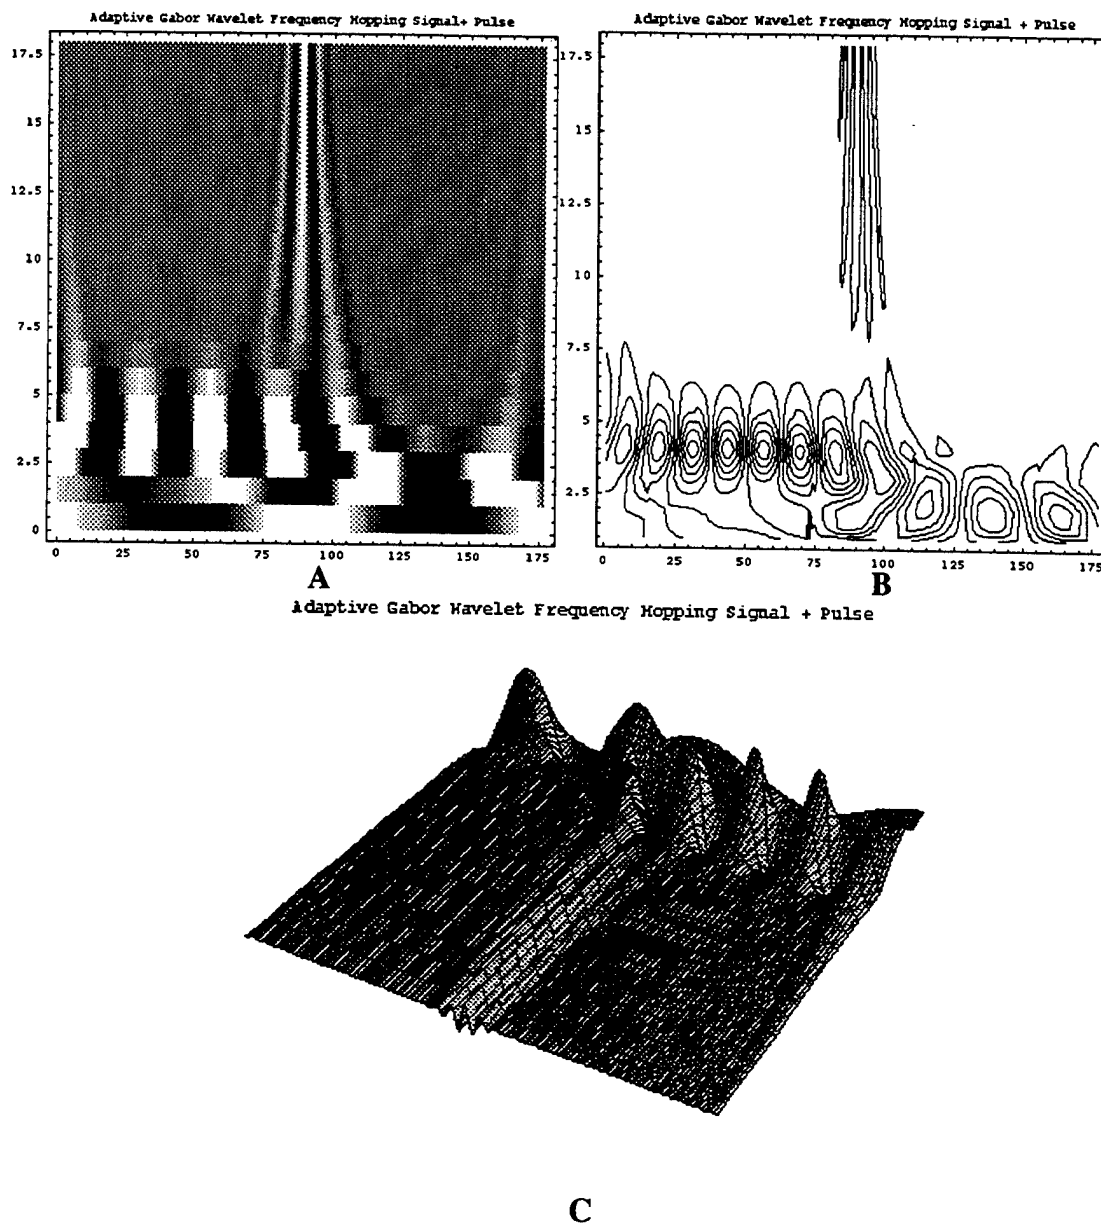 Adaptive Gabor Wavelet Frequency Hopping Signal+ Pulse
17.5
15
12.5
10
7.5
5
2.5
0
0 25 50 75 100 125 150 175
A
Adaptive Gabor Wavelet Frequency Hopping Signal + Pulse
17.5
15
12.5
10
7.5
5
2.5
0 25 50 75 100 125 150 175
B
Adaptive Gabor Wavelet Frequency Hopping Signal + Pulse
C